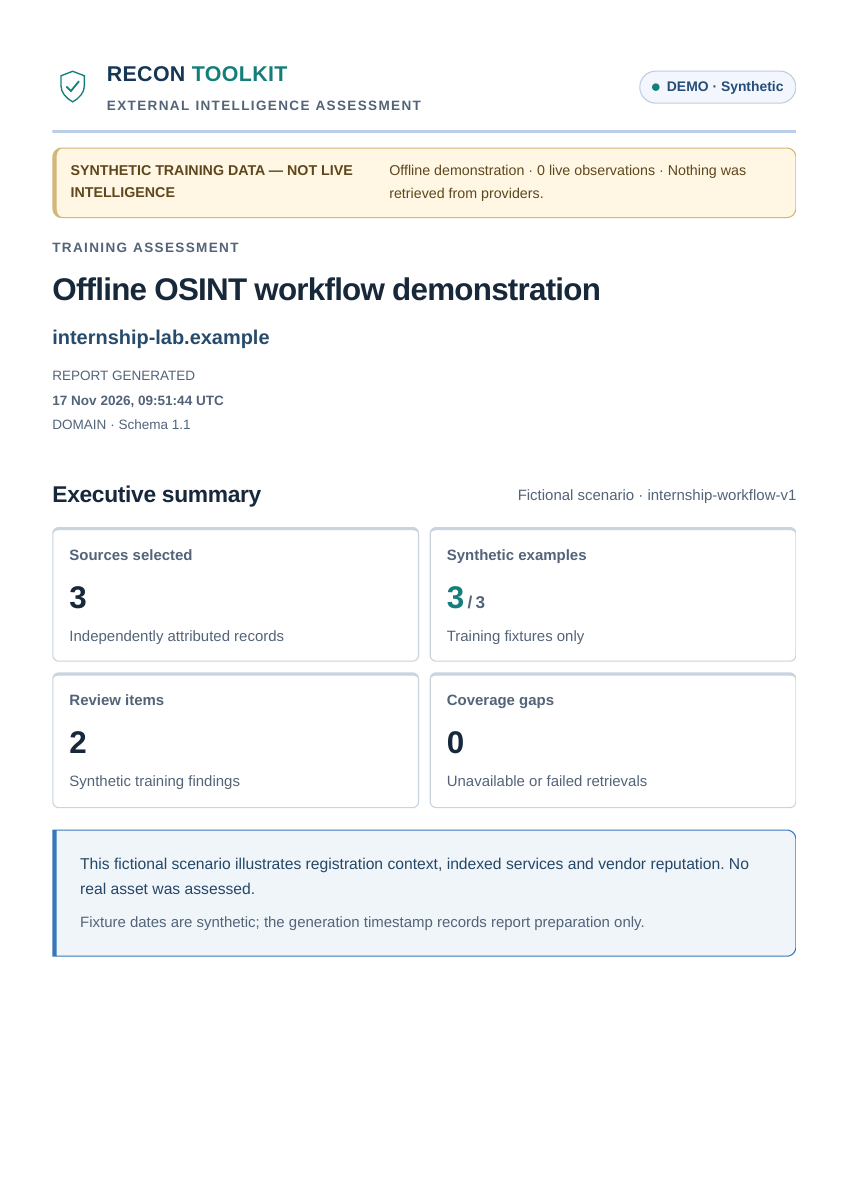 RECON TOOLKIT
EXTERNAL INTELLIGENCE ASSESSMENT
DEMO · Synthetic
SYNTHETIC TRAINING DATA — NOT LIVE
INTELLIGENCE
Offline demonstration · 0 live observations · Nothing was
retrieved from providers.
TRAINING ASSESSMENT
Offline OSINT workflow demonstration
internship-lab.example
REPORT GENERATED
17 Nov 2026, 09:51:44 UTC
DOMAIN · Schema 1.1
Executive summary
Fictional scenario · internship-workflow-v1
Sources selected
3
Independently attributed records
Synthetic examples
3 / 3
Training fixtures only
Review items
2
Synthetic training findings
Coverage gaps
0
Unavailable or failed retrievals
This fictional scenario illustrates registration context, indexed services and vendor reputation. No
real asset was assessed.
Fixture dates are synthetic; the generation timestamp records report preparation only.